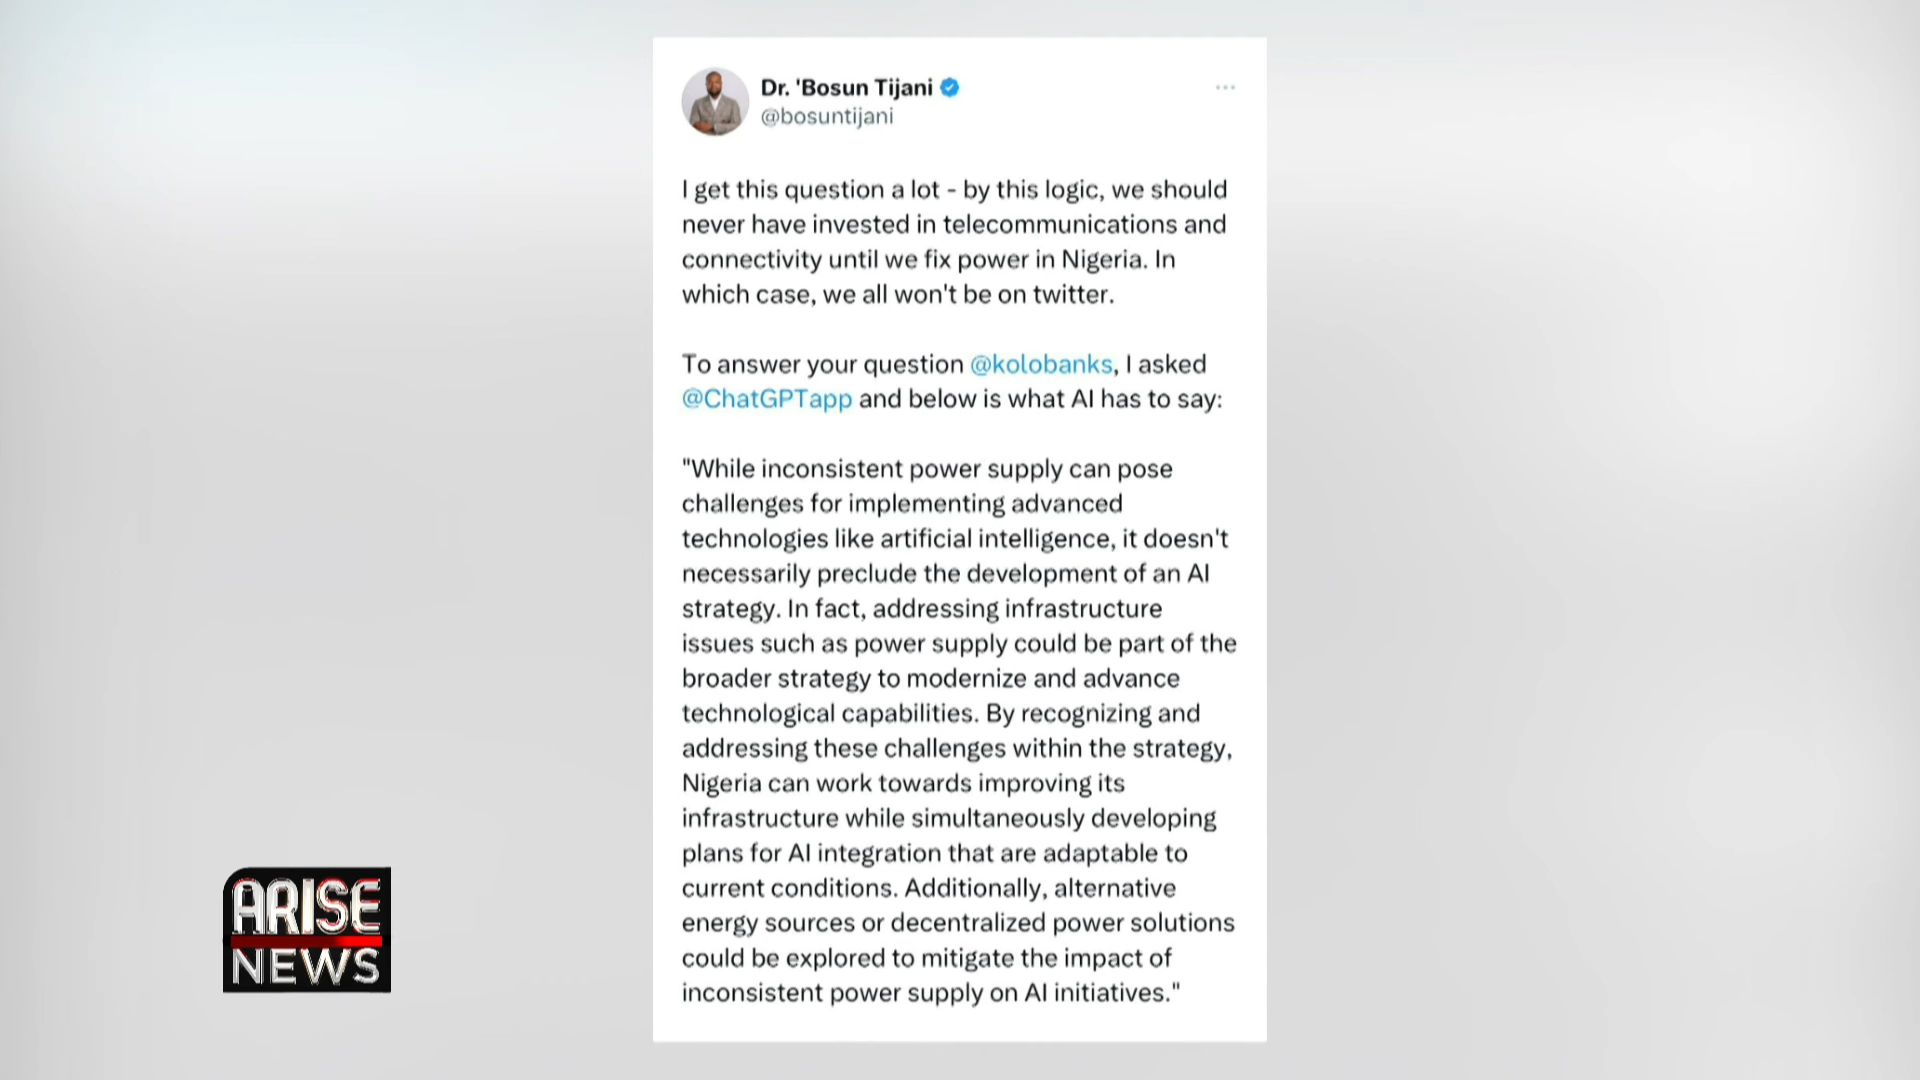 Dr. 'Bosun Tijani
@bosuntijani
I get this question a lot - by this logic, we should
never have invested in telecommunications and
connectivity until we fix power in Nigeria. In
which case, we all won't be on twitter.
To answer your question @kolobanks, I asked
@ChatGPTapp and below is what AI has to say:
"While inconsistent power supply can pose
challenges for implementing advanced
technologies like artificial intelligence, it doesn't
necessarily preclude the development of an AI
strategy. In fact, addressing infrastructure
issues such as power supply could be part of the
broader strategy to modernize and advance
technological capabilities. By recognizing and
addressing these challenges within the strategy,
Nigeria can work towards improving its
infrastructure while simultaneously developing
plans for AI integration that are adaptable to
current conditions. Additionally, alternative
energy sources or decentralized power solutions
could be explored to mitigate the impact of
inconsistent power supply on AI initiatives."
ARISE
NEWS